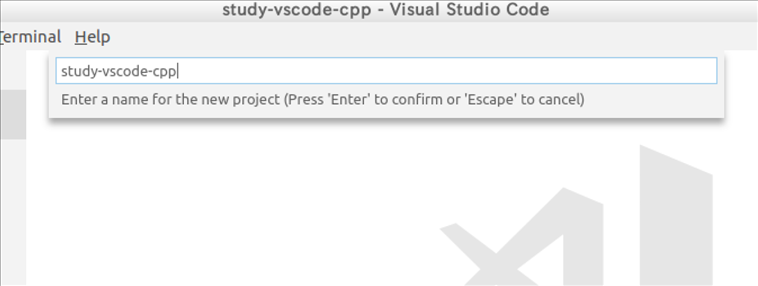 study-vscode-cpp - Visual Studio Code
Terminal Help
study-vscode-cpp
Enter a name for the new project (Press 'Enter' to confirm or 'Escape' to cancel)